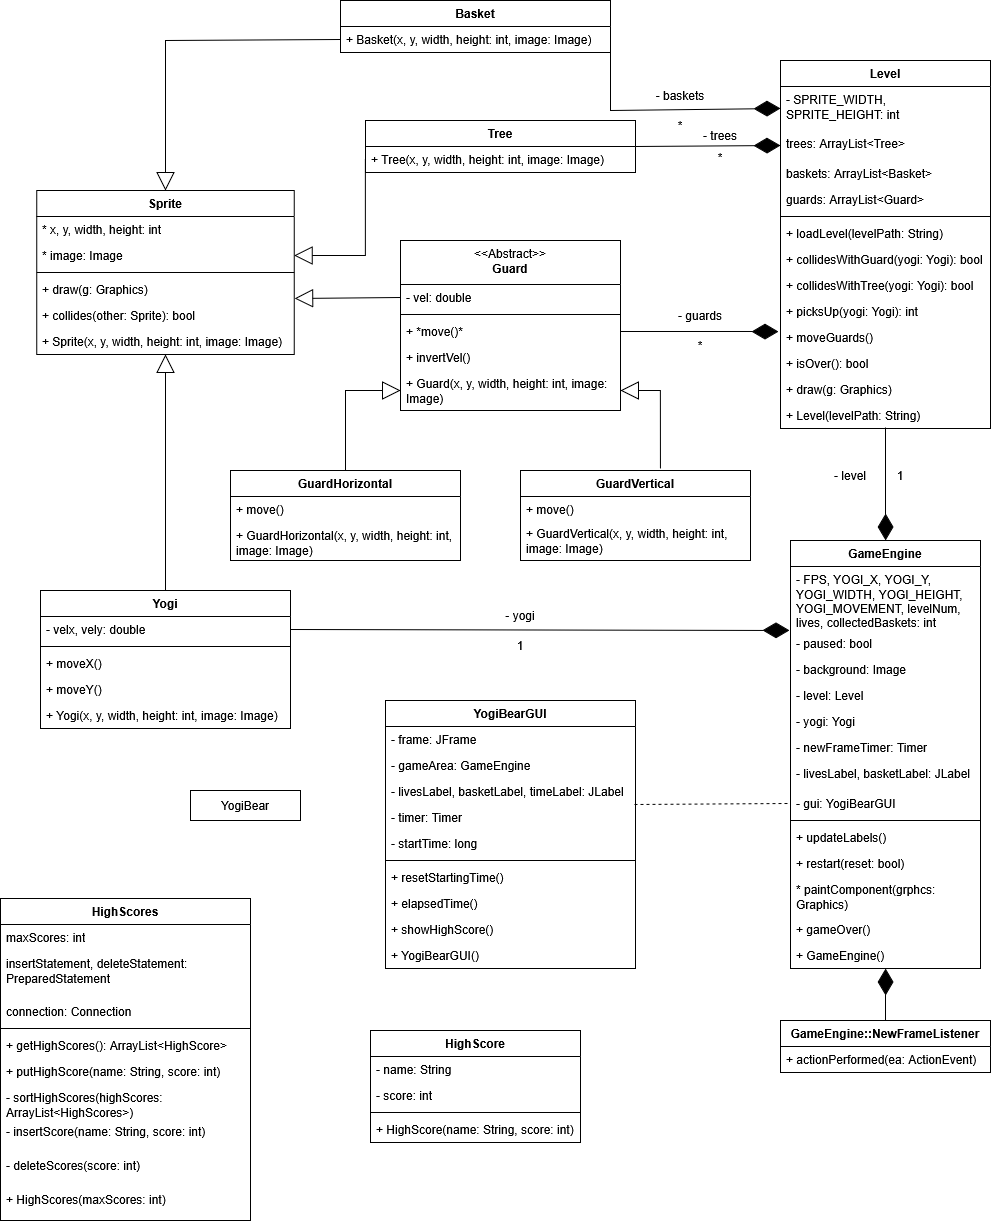 Basket
+ Basket(x, y, width, height: int, image: Image)
- baskets
*
Level
- SPRITE_WIDTH,
SPRITE_HEIGHT: int
trees: ArrayList<Tree>
baskets: ArrayList<Basket>
guards: ArrayList<Guard>
+ loadLevel(levelPath: String)
+ collidesWithGuard(yogi: Yogi): bool
+ collidesWithTree(yogi: Yogi): bool
+ picksUp(yogi: Yogi): int
+ moveGuards()
+ isOver(): bool
+ draw(g: Graphics)
+ Level(levelPath: String)
Tree
+ Tree(x, y, width, height: int, image: Image)
- trees
*
Sprite
* x, y, width, height: int
* image: Image
+ draw(g: Graphics)
+ collides(other: Sprite): bool
+ Sprite(x, y, width, height: int, image: Image)
<<Abstract>>
Guard
- vel: double
+ *move()*
+ invertVel()
+ Guard(x, y, width, height: int, image:
Image)
- guards
*
GuardHorizontal
+ move()
+ GuardHorizontal(x, y, width, height: int,
image: Image)
GuardVertical
+ move()
+ GuardVertical(x, y, width, height: int,
image: Image)
- level
1
Yogi
- velx, vely: double
+ moveX()
+ moveY()
+ Yogi(x, y, width, height: int, image: Image)
- yogi
1
GameEngine
- FPS, YOGI_X, YOGI_Y,
YOGI_WIDTH, YOGI_HEIGHT,
YOGI_MOVEMENT, levelNum,
lives, collectedBaskets: int
- paused: bool
- background: Image
- level: Level
- yogi: Yogi
- newFrameTimer: Timer
- livesLabel, basketLabel: JLabel
- gui: YogiBearGUI
+ updateLabels()
+ restart(reset: bool)
* paintComponent(grphcs:
Graphics)
+ gameOver()
+ GameEngine()
YogiBearGUI
- frame: JFrame
- gameArea: GameEngine
- livesLabel, basketLabel, timeLabel: JLabel
- timer: Timer
- startTime: long
+ resetStartingTime()
+ elapsedTime()
+ showHighScore()
+ YogiBearGUI()
YogiBear
HighScores
maxScores: int
insertStatement, deleteStatement:
PreparedStatement
connection: Connection
+ getHighScores(): ArrayList<HighScore>
+ putHighScore(name: String, score: int)
- sortHighScores(highScores:
ArrayList<HighScores>)
- insertScore(name: String, score: int)
- deleteScores(score: int)
+ HighScores(maxScores: int)
HighScore
- name: String
- score: int
+ HighScore(name: String, score: int)
GameEngine::NewFrameListener
+ actionPerformed(ea: ActionEvent)